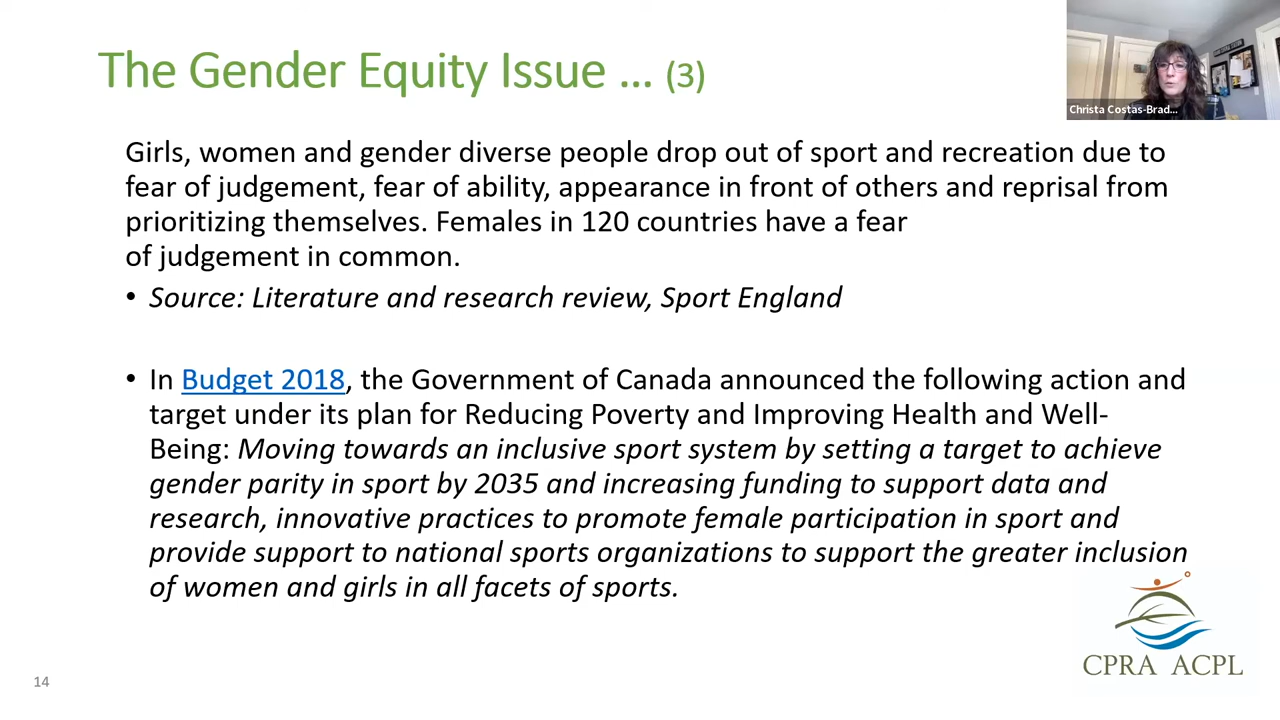 The Gender Equity Issue ... (3)
Christa Costas-Brad...
Girls, women and gender diverse people drop out of sport and recreation due to
fear of judgement, fear of ability, appearance in front of others and reprisal from
prioritizing themselves. Females in 120 countries have a fear
of judgement in common.
• Source: Literature and research review, Sport England
• In Budget 2018, the Government of Canada announced the following action and
target under its plan for Reducing Poverty and Improving Health and Well-
Being: Moving towards an inclusive sport system by setting a target to achieve
gender parity in sport by 2035 and increasing funding to support data and
research, innovative practices to promote female participation in sport and
provide support to national sports organizations to support the greater inclusion
of women and girls in all facets of sports.
CPRA ACPL
14